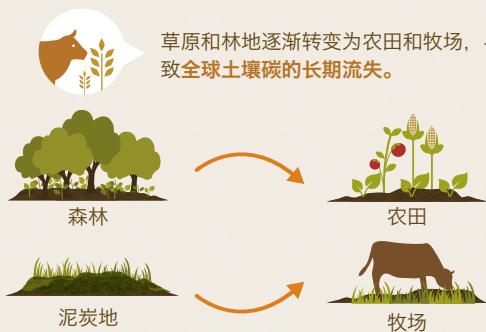 草原和林地逐渐转变为农田和牧场，
致全球土壤碳的长期流失。
森林
农田
泥炭地
牧场